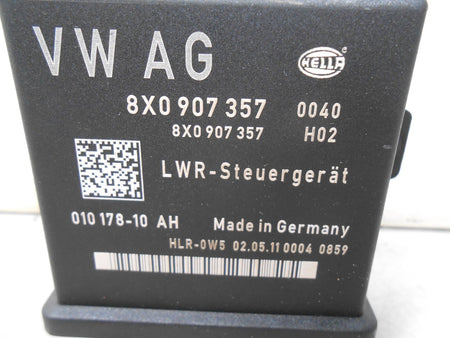 VW AG HELLA
8X0 907 357 0040
8X0 907 357 H02
LWR-Steuergerät
010 178-10 AH Made in Germany
HLR-0W5 02.05.11 0004 0859